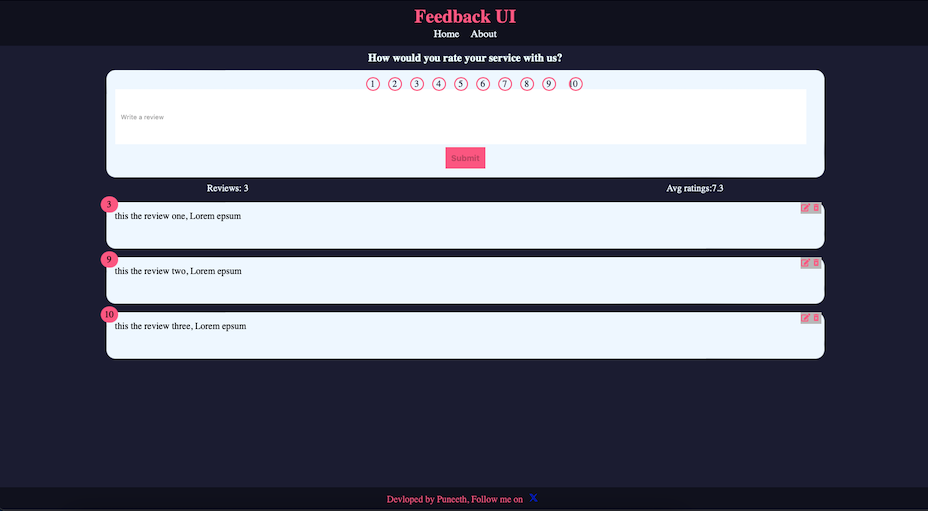 Feedback UI
Home About
How would you rate your service with us?
1 2 3 4 5 6 7 8 9 10
Write a review
Submit
Reviews: 3 Avg ratings:7.3
3
this the review one, Lorem epsum
9
this the review two, Lorem epsum
10
this the review three, Lorem epsum
Devloped by Puneeth, Follow me on X